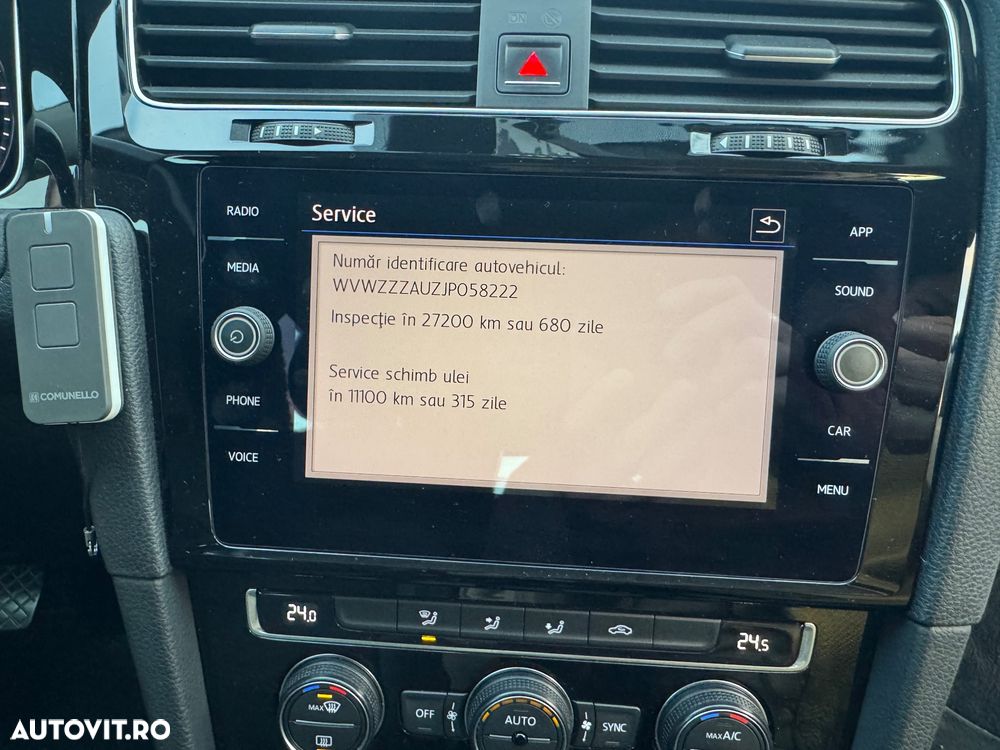 RADIO
MEDIA
PHONE
VOICE
Service
Număr identificare autovehicul:
WVWZZZAUZJP058222
Inspecție în 27200 km sau 680 zile
Service schimb ulei
în 11100 km sau 315 zile
APP
SOUND
CAR
MENU
COMUNELLO
24.0
24.5
MAX
OFF
AUTO
SYNC
MAX A/C
AUTOVIT.RO